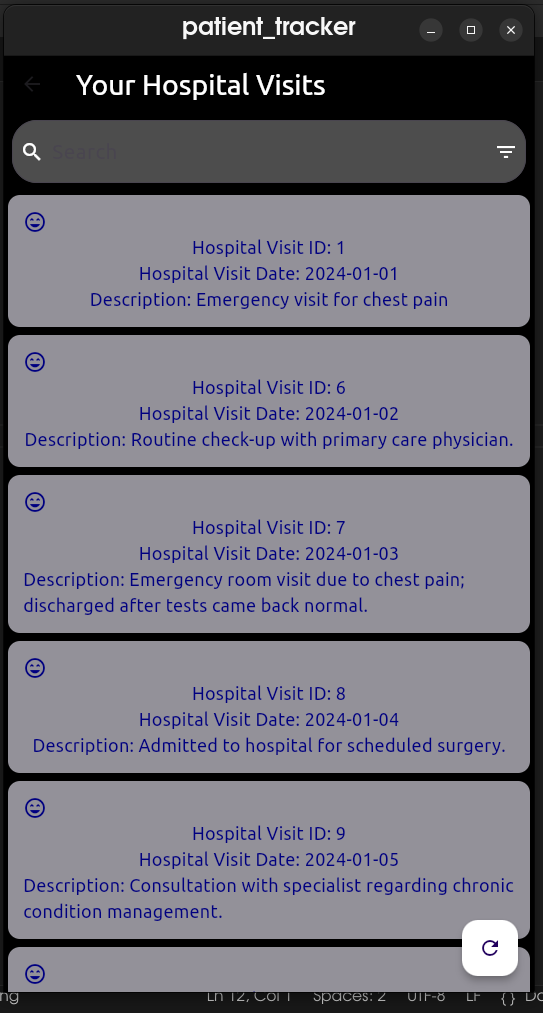 patient_tracker
Your Hospital Visits
Search
Hospital Visit ID: 1
Hospital Visit Date: 2024-01-01
Description: Emergency visit for chest pain
Hospital Visit ID: 6
Hospital Visit Date: 2024-01-02
Description: Routine check-up with primary care physician.
Hospital Visit ID: 7
Hospital Visit Date: 2024-01-03
Description: Emergency room visit due to chest pain;
discharged after tests came back normal.
Hospital Visit ID: 8
Hospital Visit Date: 2024-01-04
Description: Admitted to hospital for scheduled surgery.
Hospital Visit ID: 9
Hospital Visit Date: 2024-01-05
Description: Consultation with specialist regarding chronic
condition management.
Ln 12, Col 1 Spaces: 2 UTF-8 LF { }